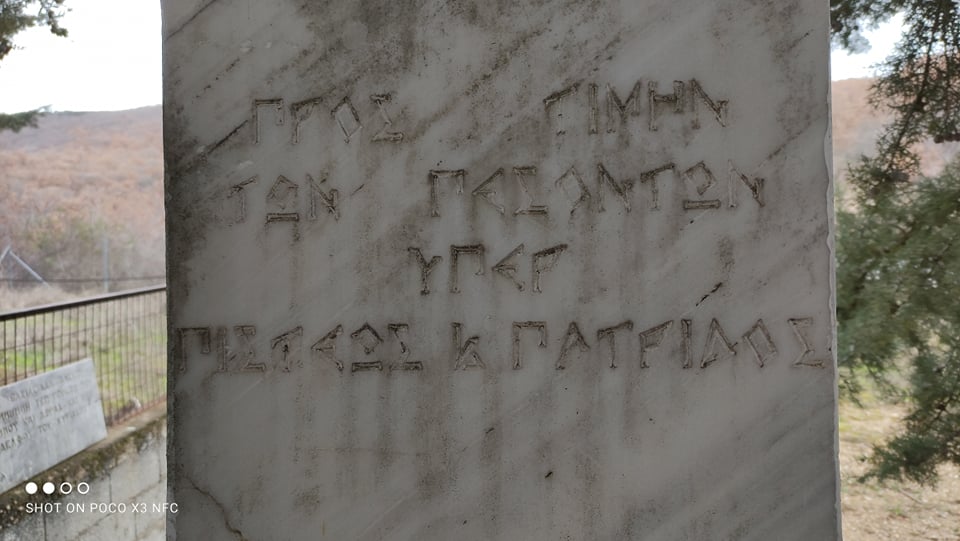 ΠΡΟΣ ΤΙΜΗΝ
ΤΩΝ ΠΕΣΟΝΤΩΝ
ΥΠΕΡ
ΠΙΣΤΕΩΣ Κ ΠΑΤΡΙΔΟΣ
SHOT ON POCO X3 NFC